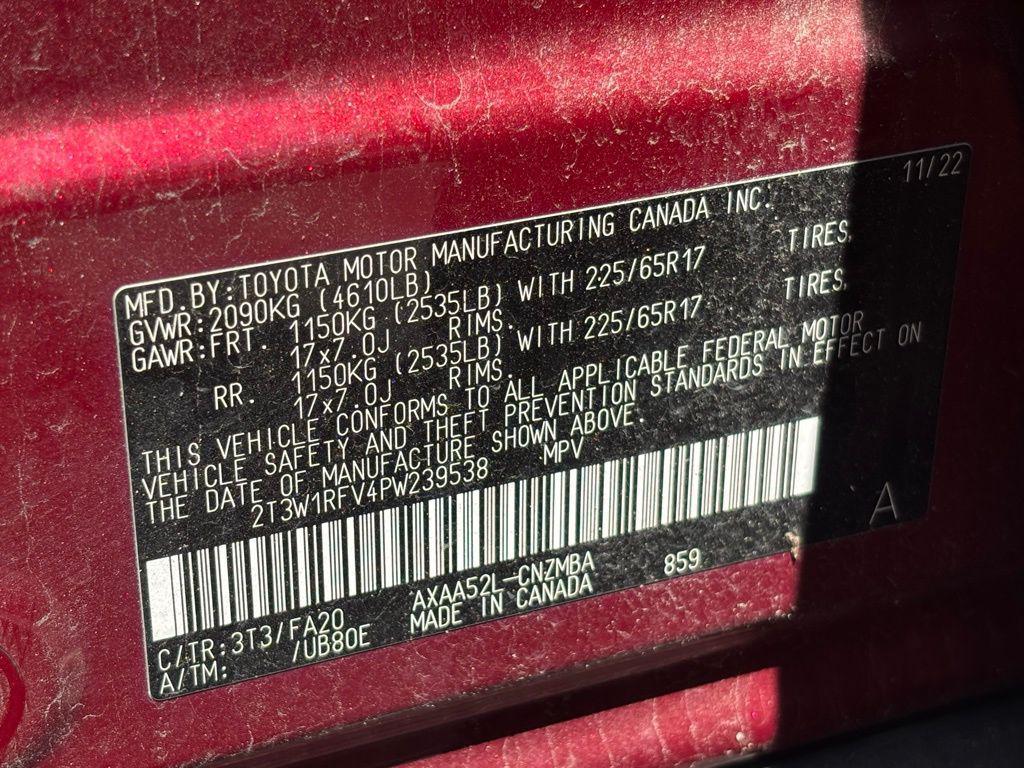 11/22
MFD. BY: TOYOTA MOTOR MANUFACTURING CANADA INC.
GVWR: 2090KG (4610LB)
GAWR: FRT. 1150KG (2535LB) WITH 225/65R17 TIRES,
17x7.0J RIMS.
RR. 1150KG (2535LB) WITH 225/65R17 TIRES,
17x7.0J RIMS.
THIS VEHICLE CONFORMS TO ALL APPLICABLE FEDERAL MOTOR
VEHICLE SAFETY AND THEFT PREVENTION STANDARDS IN EFFECT ON
THE DATE OF MANUFACTURE SHOWN ABOVE.
2T3W1RFV4PW239538 MPV
A
AXAA52L-CNZMBA 859
C/TR: 3T3/FA20 MADE IN CANADA
A/TM: /UB80E